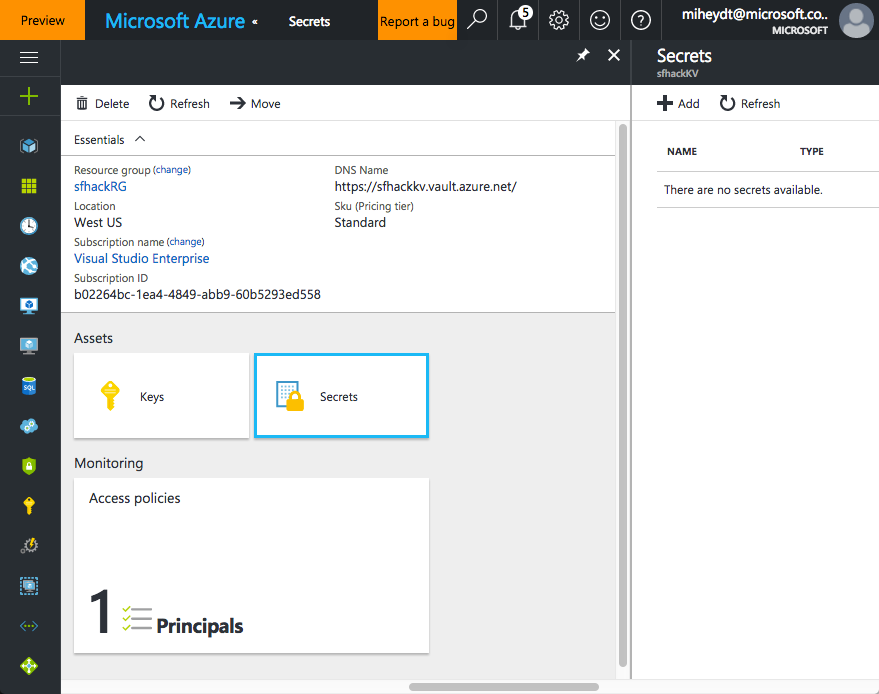 Preview
Microsoft Azure «
Secrets
Report a bug
5
miheydt@microsoft.co..
MICROSOFT
Delete
Refresh
Move
Essentials
Resource group (change)
sfhackRG
Location
West US
Subscription name (change)
Visual Studio Enterprise
Subscription ID
b02264bc-1ea4-4849-abb9-60b5293ed558
DNS Name
https://sfhackkv.vault.azure.net/
Sku (Pricing tier)
Standard
Assets
Keys
Secrets
Monitoring
Access policies
1 Principals
SQL
Secrets
sfhackKV
Add
Refresh
NAME TYPE
There are no secrets available.